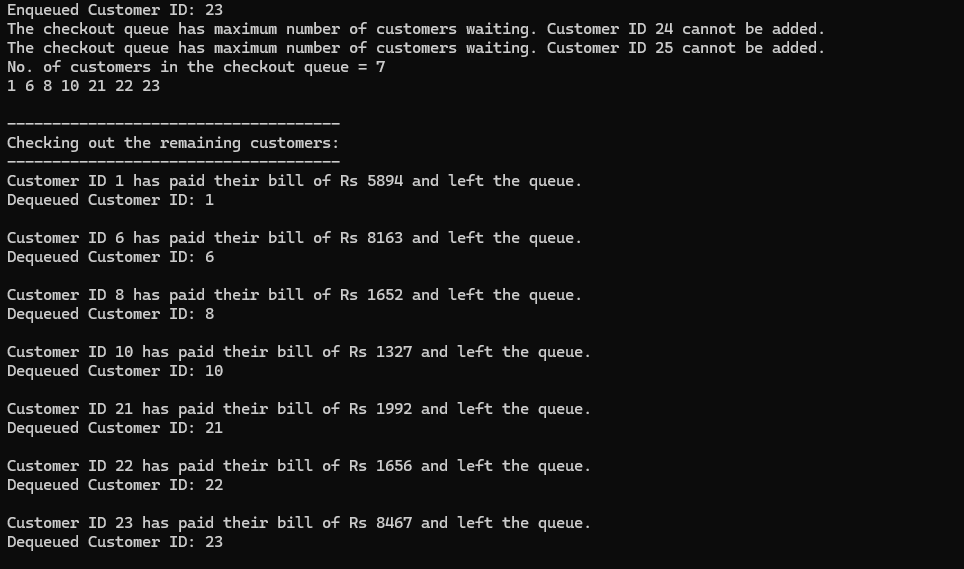 Enqueued Customer ID: 23
The checkout queue has maximum number of customers waiting. Customer ID 24 cannot be added.
The checkout queue has maximum number of customers waiting. Customer ID 25 cannot be added.
No. of customers in the checkout queue = 7
1 6 8 10 21 22 23
-------------------------------------
Checking out the remaining customers:
-------------------------------------
Customer ID 1 has paid their bill of Rs 5894 and left the queue.
Dequeued Customer ID: 1
Customer ID 6 has paid their bill of Rs 8163 and left the queue.
Dequeued Customer ID: 6
Customer ID 8 has paid their bill of Rs 1652 and left the queue.
Dequeued Customer ID: 8
Customer ID 10 has paid their bill of Rs 1327 and left the queue.
Dequeued Customer ID: 10
Customer ID 21 has paid their bill of Rs 1992 and left the queue.
Dequeued Customer ID: 21
Customer ID 22 has paid their bill of Rs 1656 and left the queue.
Dequeued Customer ID: 22
Customer ID 23 has paid their bill of Rs 8467 and left the queue.
Dequeued Customer ID: 23